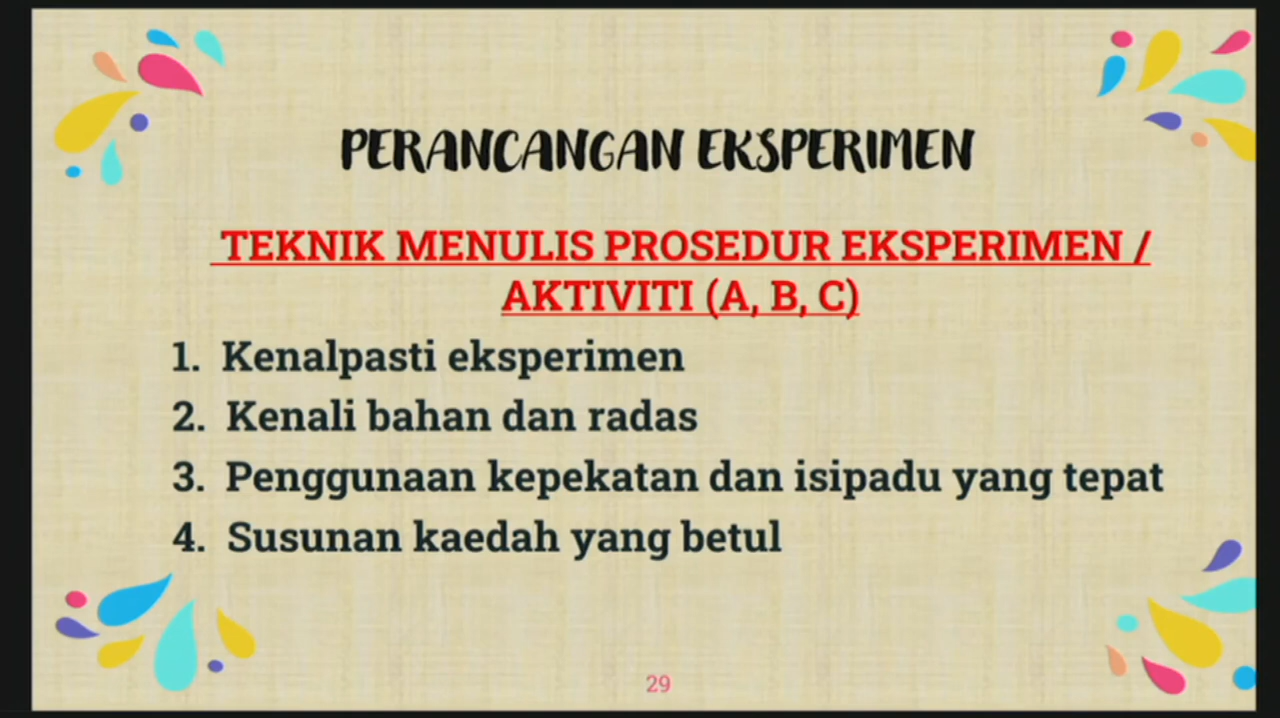 PERANCANGAN EKSPERIMEN
TEKNIK MENULIS PROSEDUR EKSPERIMEN /
AKTIVITI (A, B, C)
1. Kenalpasti eksperimen
2. Kenali bahan dan radas
3. Penggunaan kepekatan dan isipadu yang tepat
4. Susunan kaedah yang betul
29